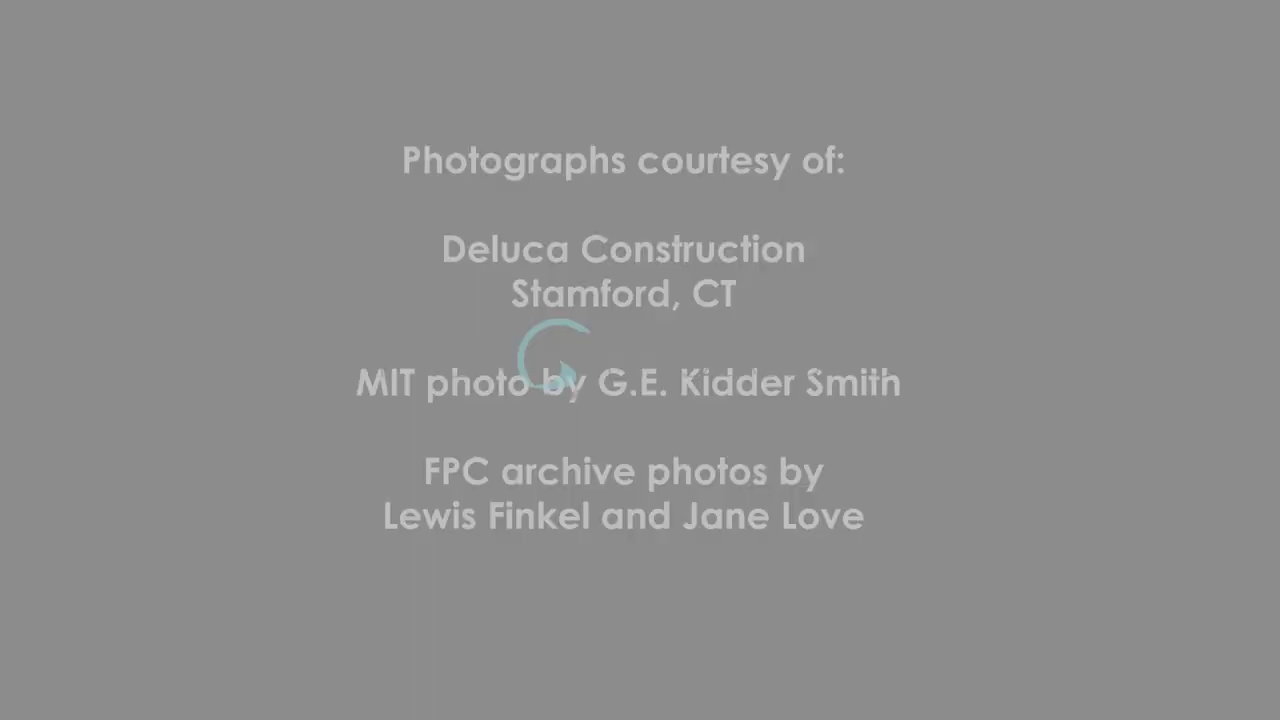 Photographs courtesy of:
Deluca Construction
Stamford, CT
MIT photo by G.E. Kidder Smith
FPC archive photos by
Lewis Finkel and Jane Love